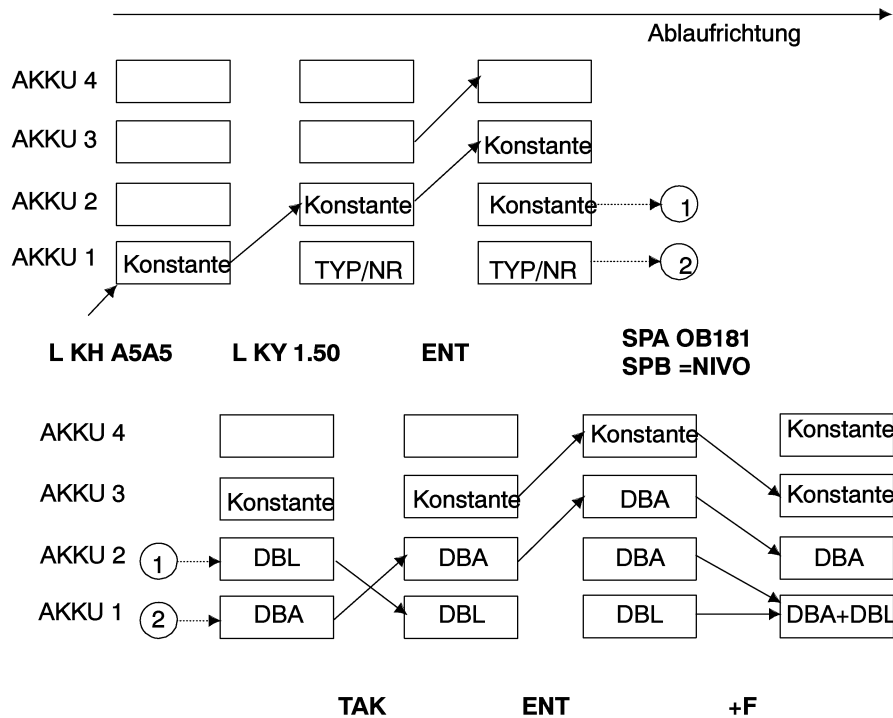 Ablaufrichtung
AKKU 4
AKKU 3 Konstante
AKKU 2 Konstante Konstante 1
AKKU 1 Konstante TYP/NR TYP/NR 2
L KH A5A5 L KY 1.50 ENT SPA OB181
SPB =NIVO
AKKU 4 Konstante Konstante
AKKU 3 Konstante Konstante DBA Konstante
AKKU 2 1 DBL DBA DBA DBA
AKKU 1 2 DBA DBL DBL DBA+DBL
TAK ENT +F